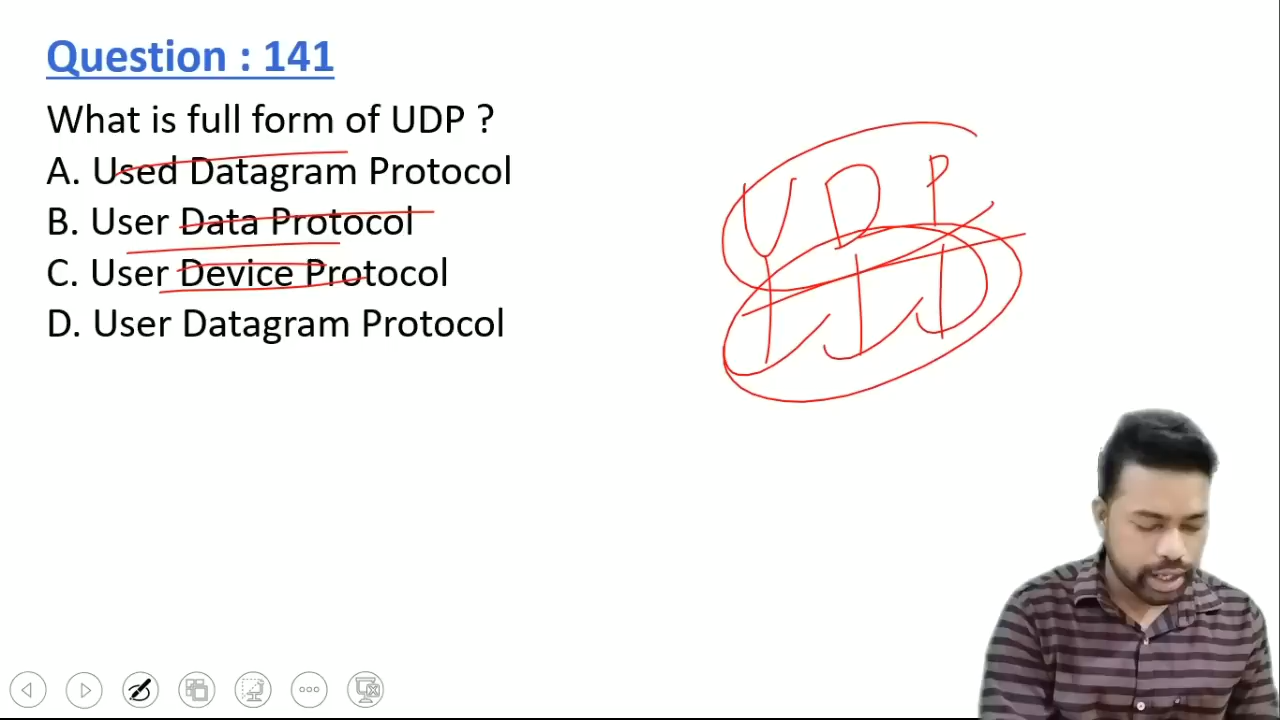 Question : 141
What is full form of UDP ?
A. Used Datagram Protocol
B. User Data Protocol
C. User Device Protocol
D. User Datagram Protocol
U D P